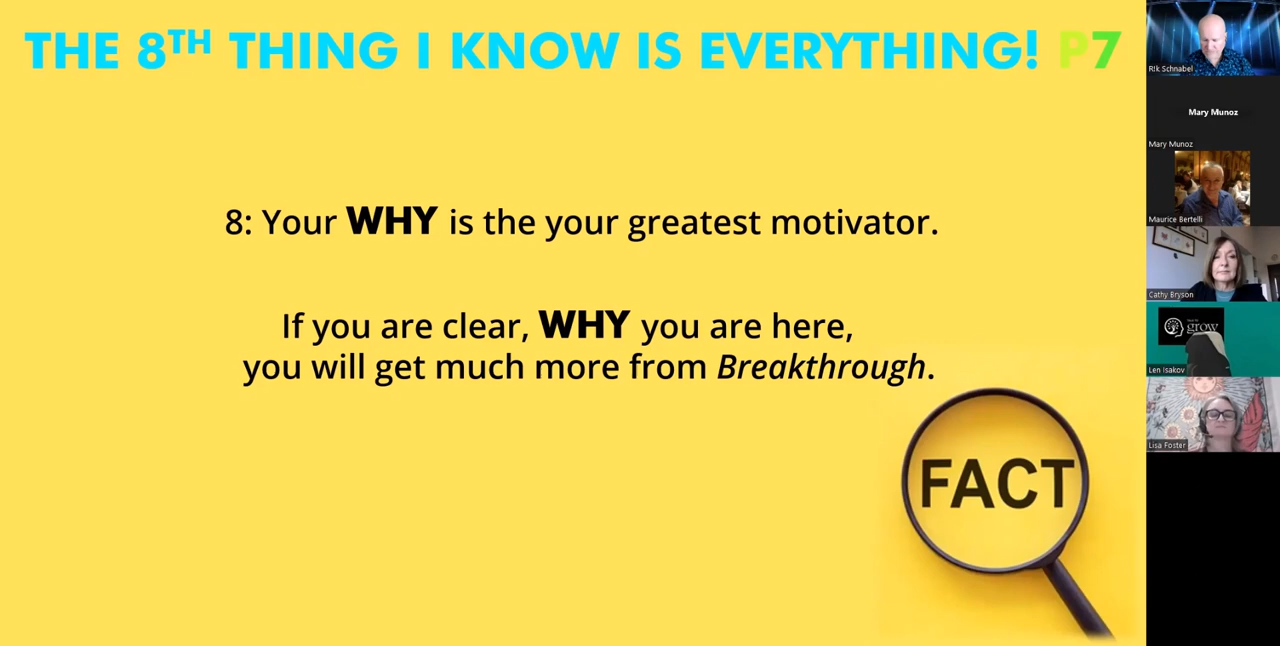 THE 8TH THING I KNOW IS EVERYTHING! P7
8: Your WHY is the your greatest motivator.
If you are clear, WHY you are here,
you will get much more from Breakthrough.
FACT
RIk Schnabel
Mary Munoz
Mary Munoz
Maurice Bertelli
Cathy Bryson
grow
Len Isakov
Lisa Foster